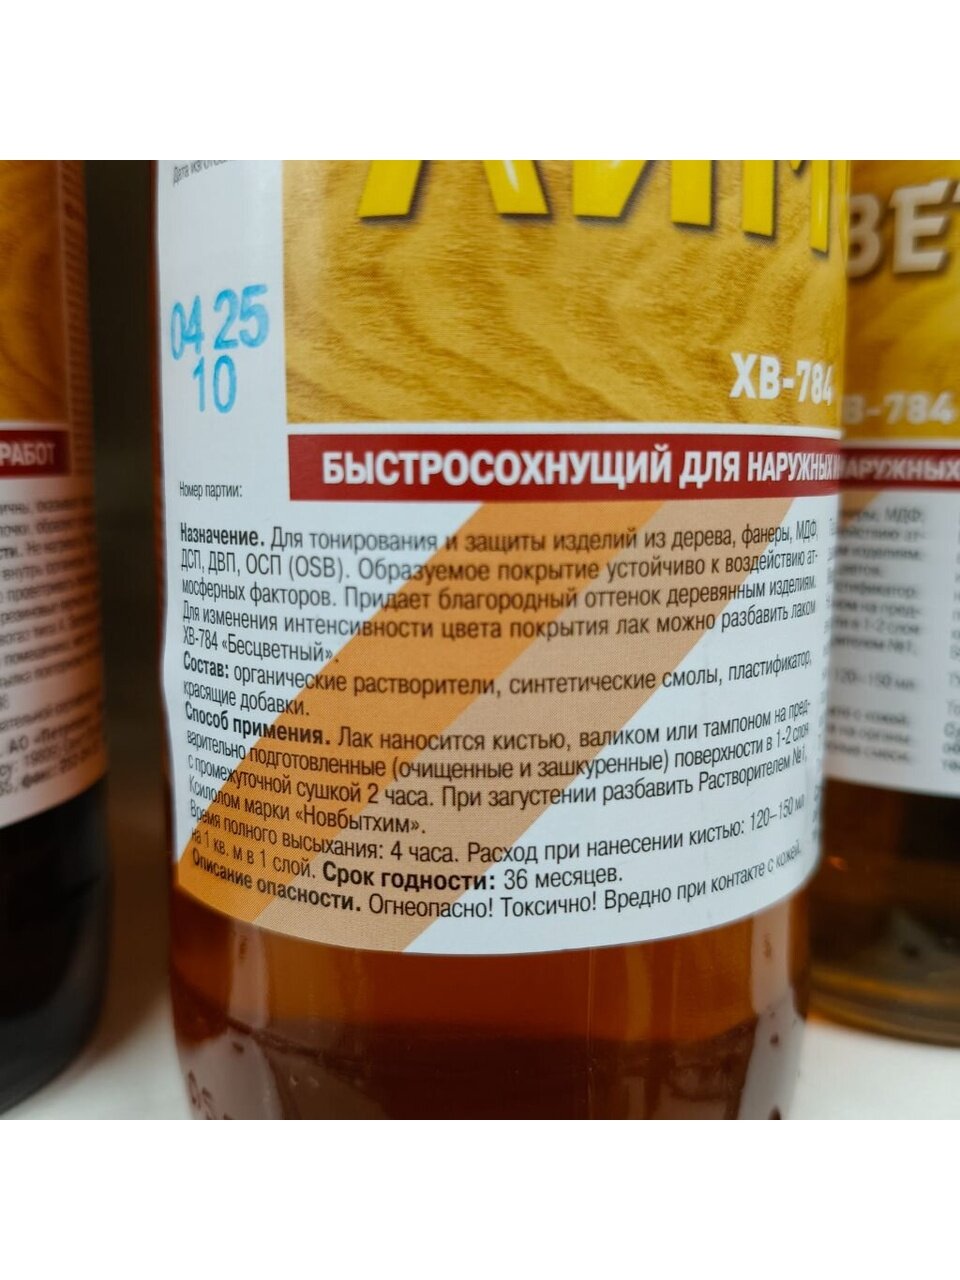 04 25
10
ХВ-784
БЫСТРОСОХНУЩИЙ ДЛЯ НАРУЖНЫХ
Номер партии:
Назначение. Для тонирования и защиты изделий из дерева, фанеры, МДФ,
ДСП, ДВП, ОСП (OSB). Образуемое покрытие устойчиво к воздействию ат-
мосферных факторов. Придает благородный оттенок деревянным изделиям.
Для изменения интенсивности цвета покрытия лак можно разбавить лаком
ХВ-784 «Бесцветный».
Состав: органические растворители, синтетические смолы, пластификатор,
красящие добавки.
Способ применения. Лак наносится кистью, валиком или тампоном на пред-
варительно подготовленные (очищенные и зашкуренные) поверхности в 1-2 слоя
с промежуточной сушкой 2 часа. При загустении разбавить Растворителем №1,
Ксилолом марки «Новбытхим».
Время полного высыхания: 4 часа. Расход при нанесении кистью: 120–150 мл
на 1 кв. м в 1 слой. Срок годности: 36 месяцев.
Описание опасности. Огнеопасно! Токсично! Вредно при контакте с кожей.
РАБОТ
ВЕТ
В-784
НАРУЖНЫХ